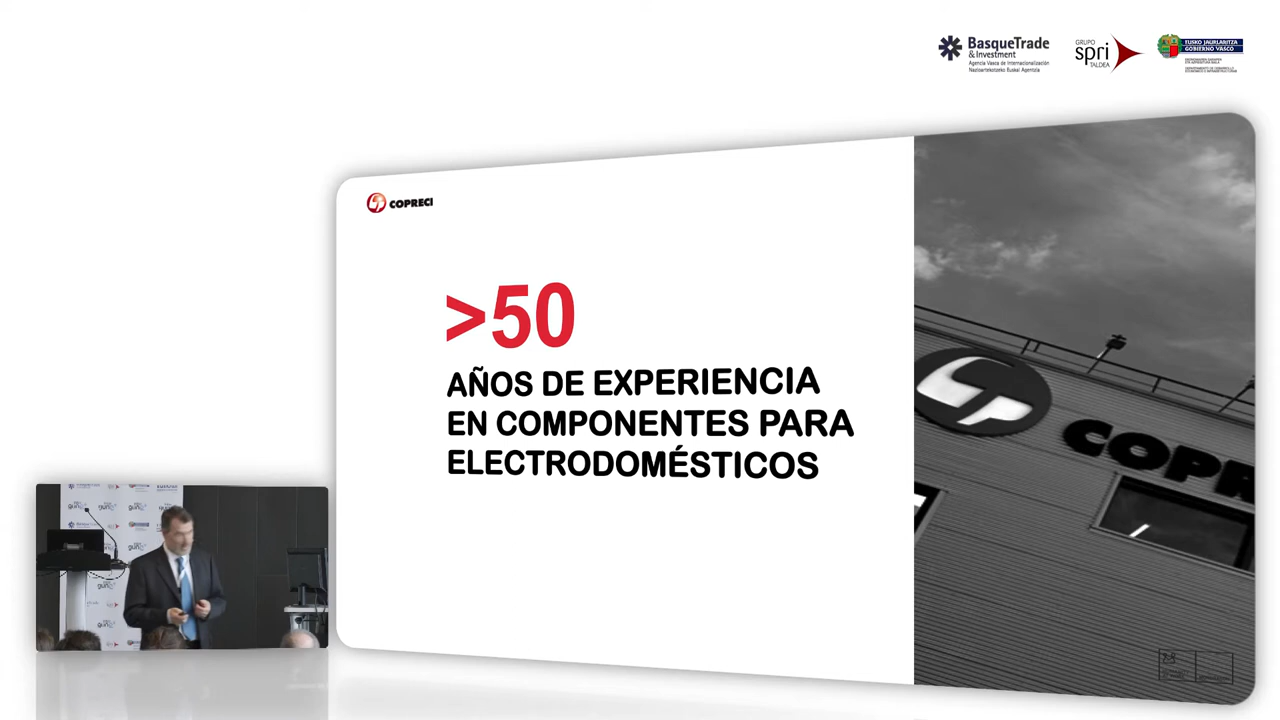 BasqueTrade
& Investment
Agencia Vasca de Internacionalización
Nazioartekotzeko Euskal Agentzia
GRUPO
spri
TALDEA
EUSKO JAURLARITZA
GOBIERNO VASCO
COPRECI
>50
AÑOS DE EXPERIENCIA
EN COMPONENTES PARA
ELECTRODOMÉSTICOS
COPRE